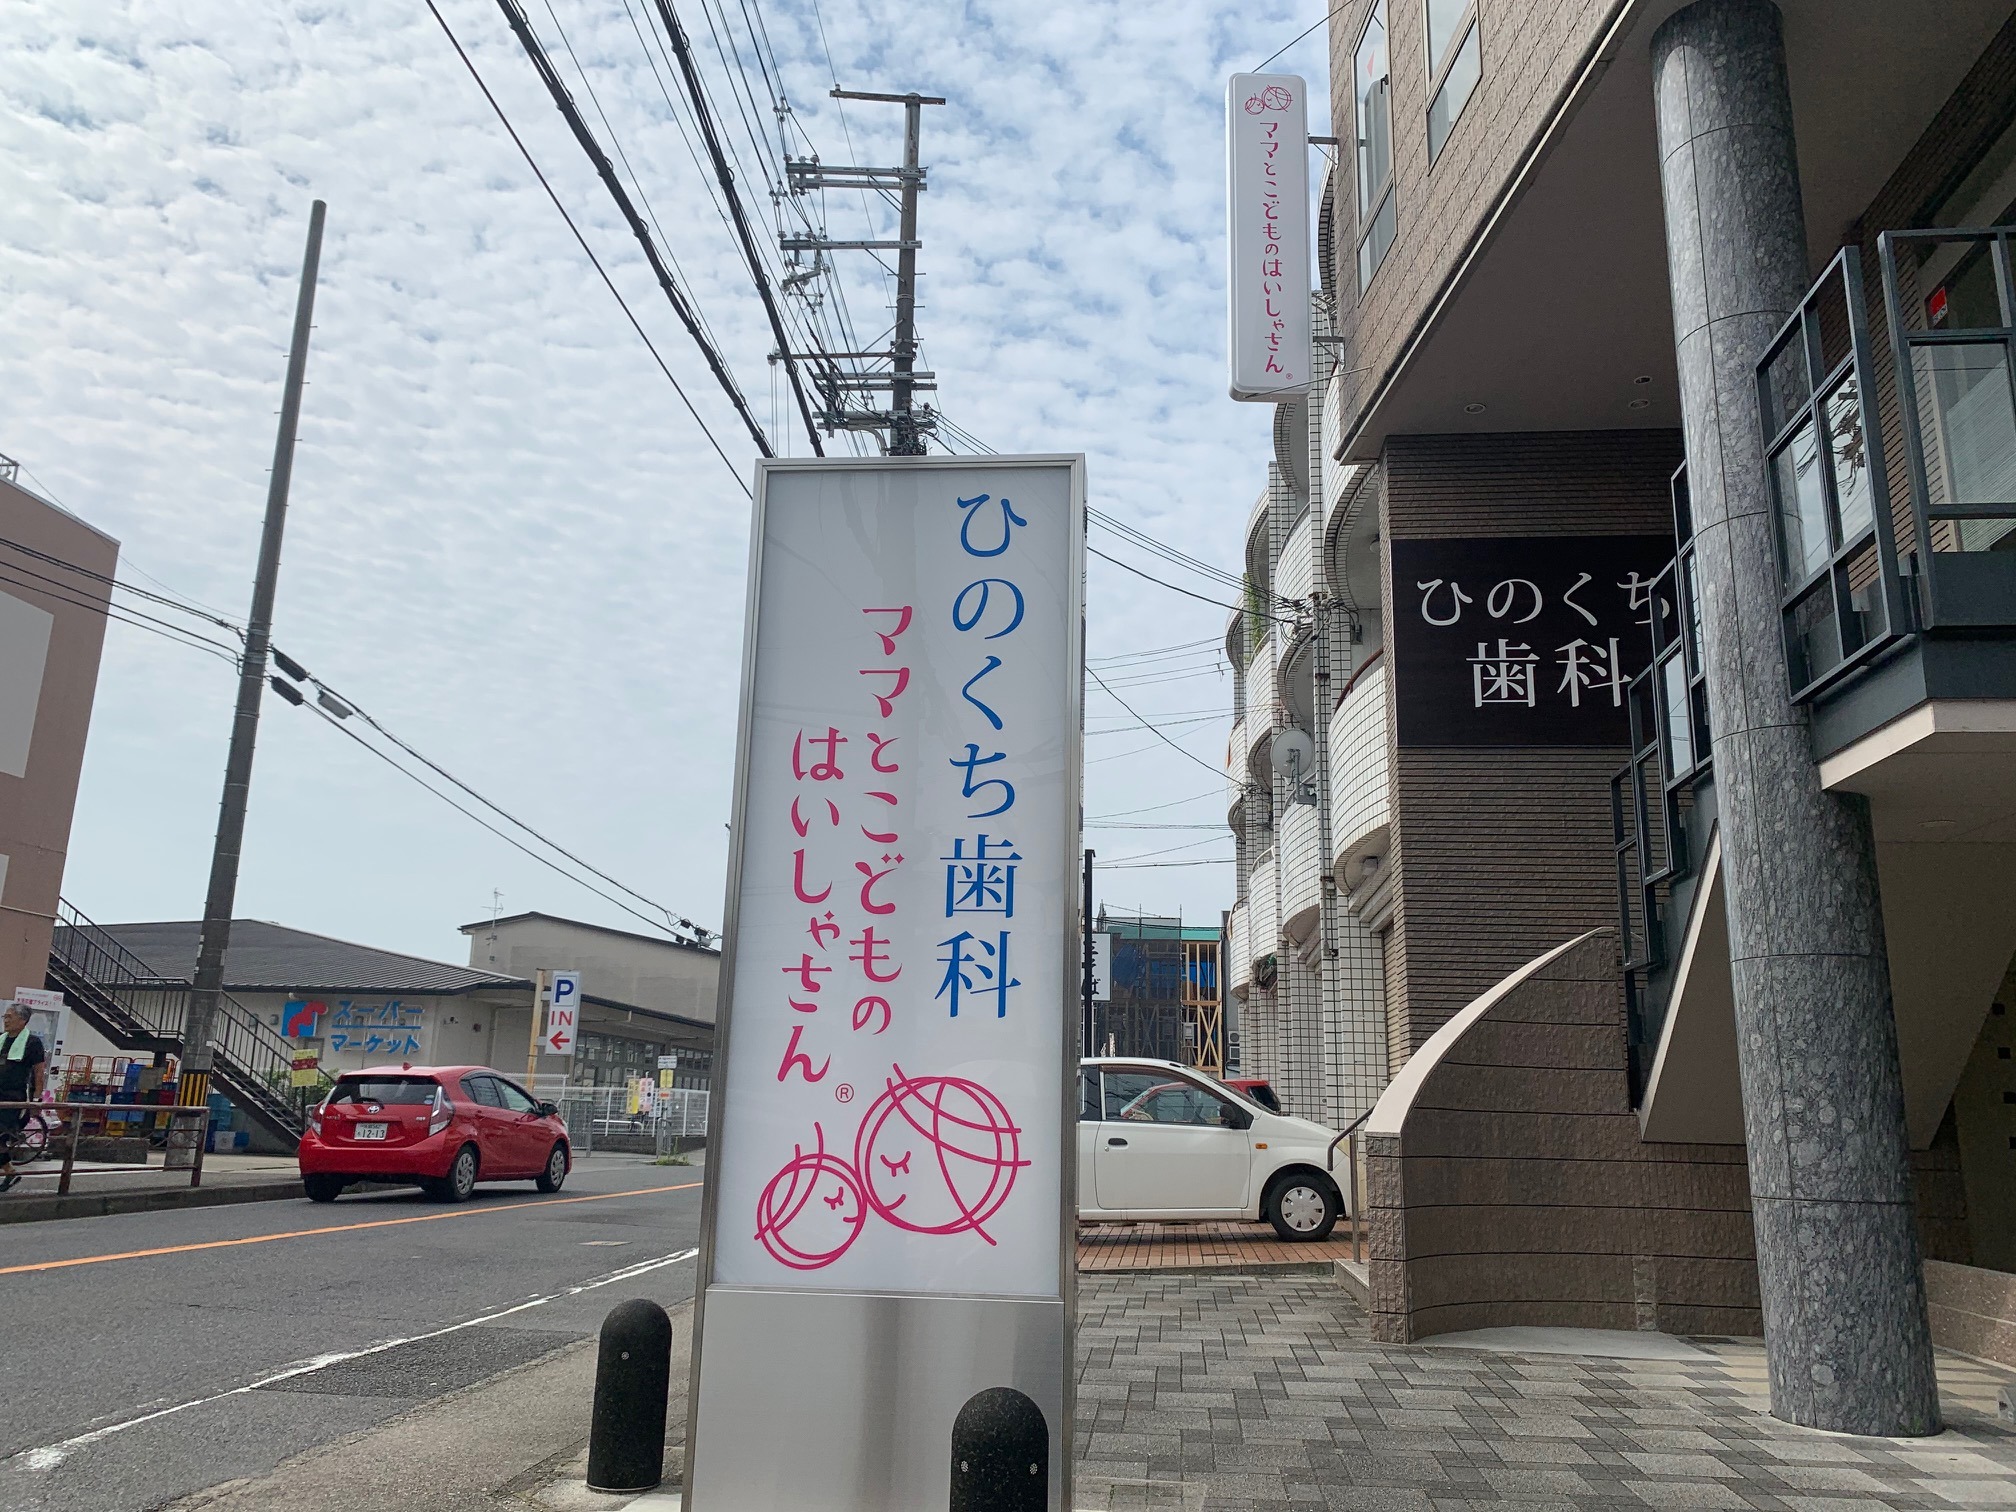 ひのくち歯科
ママとこどもの
はいしゃさん
®
ママとこどものはいしゃさん®
ひのくち
歯科
スーパー
マーケット
P
IN
12-13